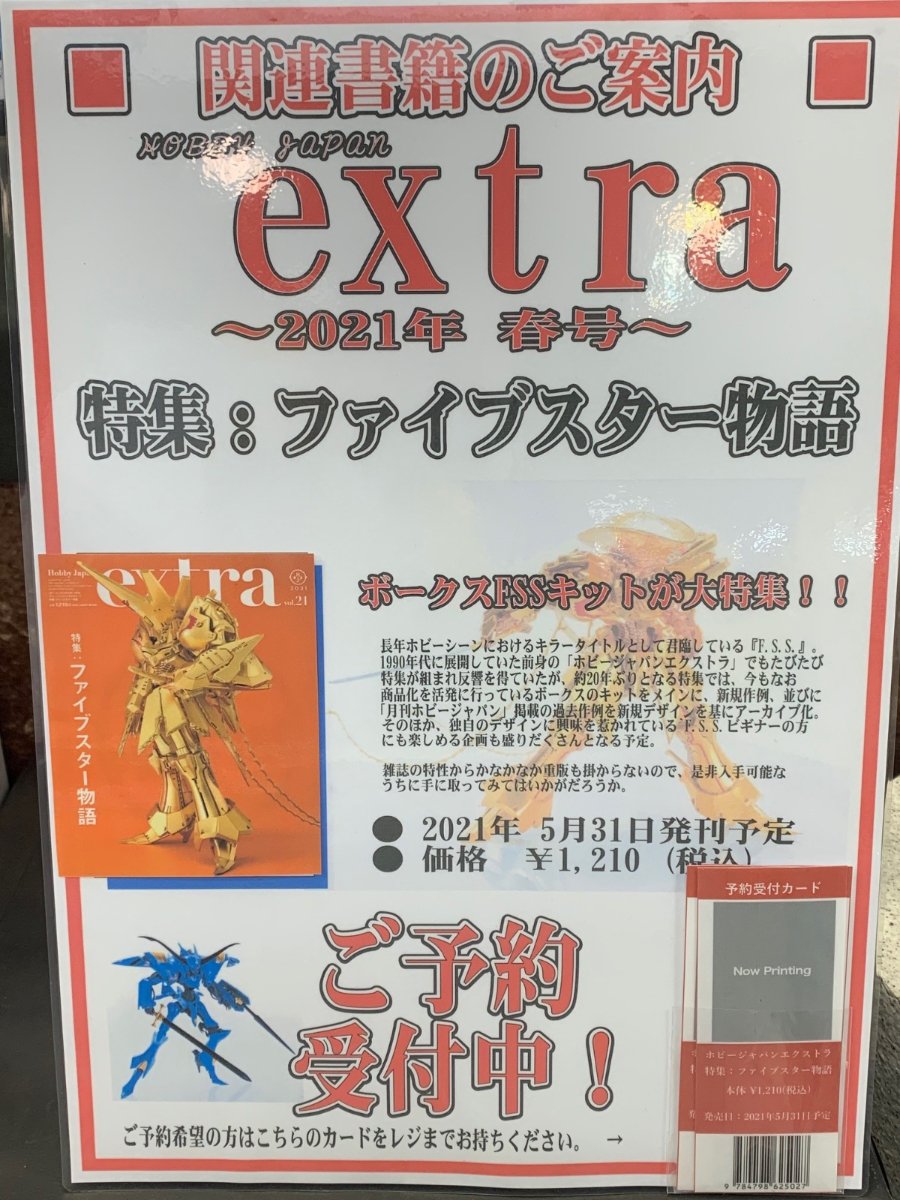 ■ 関連書籍のご案内 ■
HOBBY JAPAN
extra
～2021年 春号～
特集：ファイブスター物語
Hobby Japa
extra
2021
vol.21
特集：ファイブスター物語
ボークスFSSキットが大特集！！
長年ホビーシーンにおけるキラータイトルとして君臨している『F.S.S.』。
1990年代に展開していた前身の「ホビージャパンエクストラ」でもたびたび
特集が組まれ反響を得ていたが、約20年ぶりとなる特集では、今もなお
商品化を活発に行っているボークスのキットをメインに、新規作例、並びに
「月刊ホビージャパン」掲載の過去作例を新規デザインを基にアーカイブ化。
そのほか、独自のデザインに興味を惹かれている F.S.S.ビギナーの方
にも楽しめる企画も盛りだくさんとなる予定。
雑誌の特性からかなかなか重版も掛からないので、是非入手可能な
うちに手に取ってみてはいかがだろうか。
● 2021年 5月31日発刊予定
● 価格 ￥1,210 (税込)
ご予約
受付中！
ご予約希望の方はこちらのカードをレジまでお持ちください。 →
予約受付カード
Now Printing
ホビージャパンエクストラ
特集：ファイブスター物語
本体 ¥1,210(税込)
発売日：2021年5月31日予定
9 784798 625027